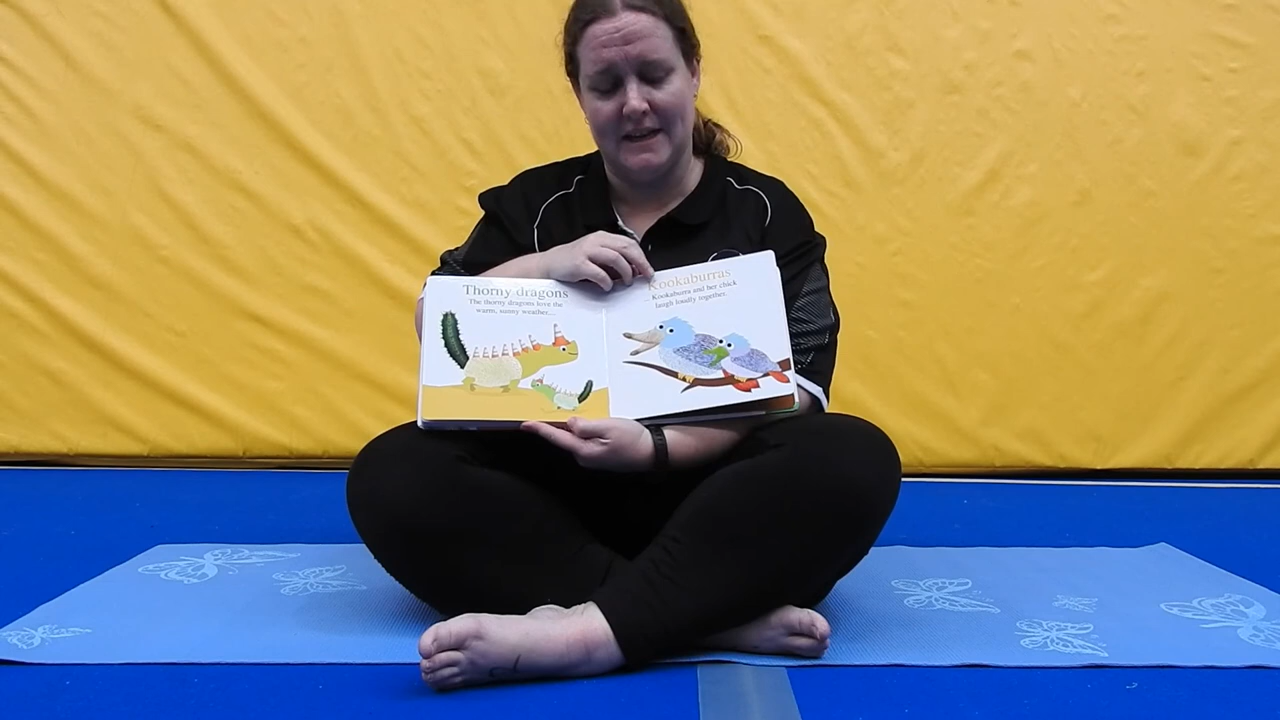 Thorny dragons
The thorny dragons love the
warm, sunny weather...
Kookaburras
Kookaburra and her chick
laugh loudly together.